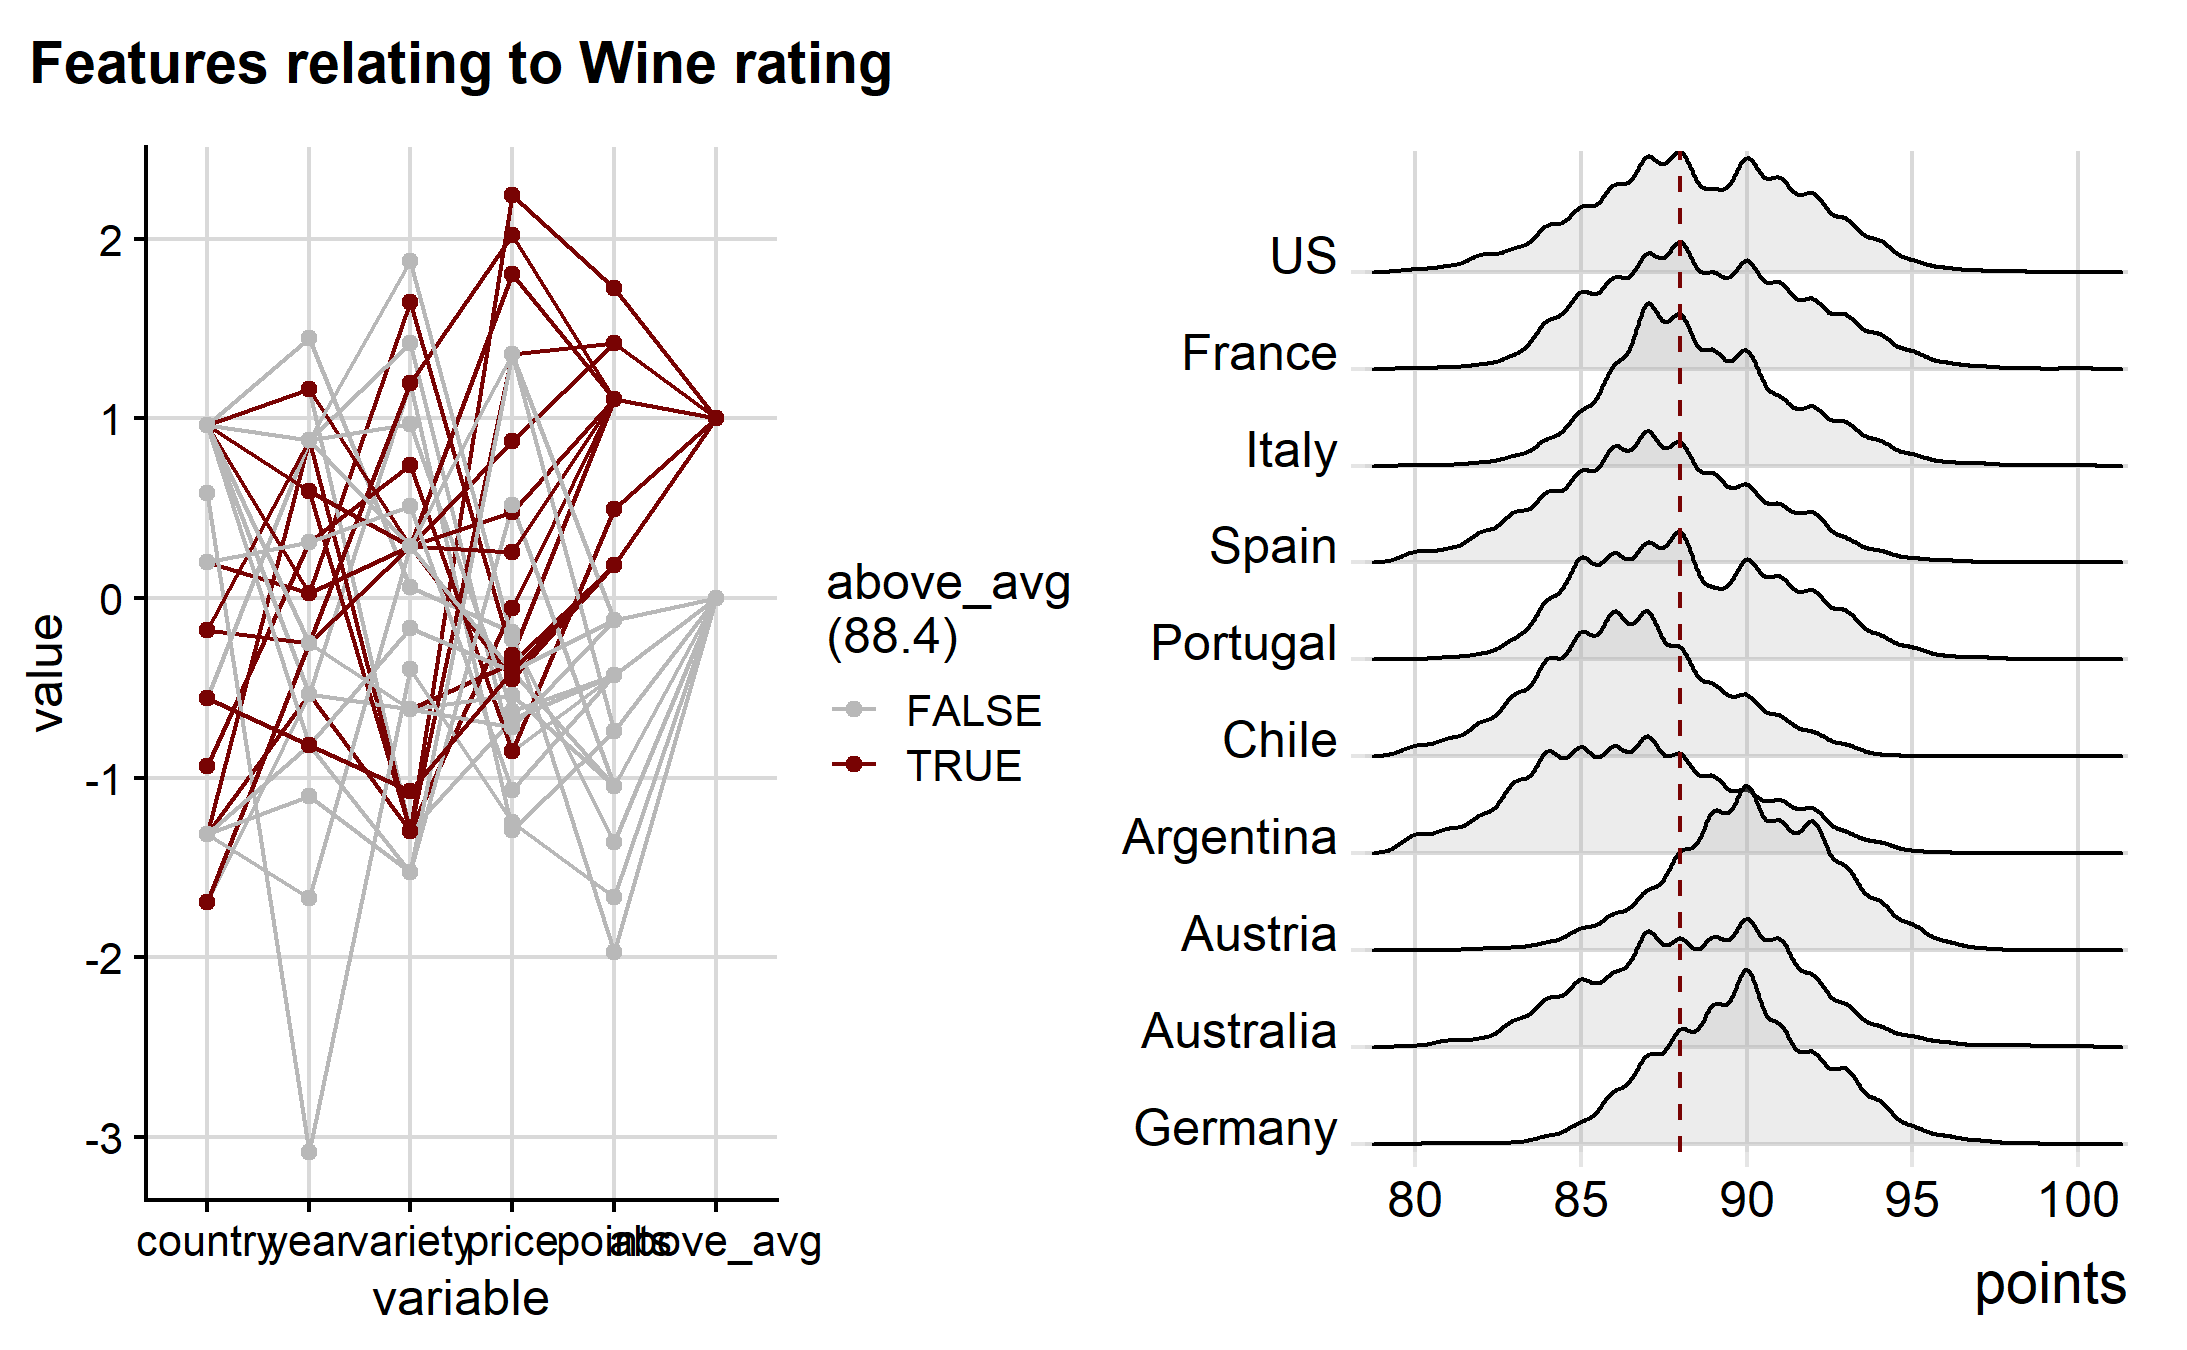 Features relating to Wine rating
value
2
1
0
-1
-2
-3
country year variety price points above_avg
variable
above_avg
(88.4)
FALSE
TRUE
US
France
Italy
Spain
Portugal
Chile
Argentina
Austria
Australia
Germany
80 85 90 95 100
points